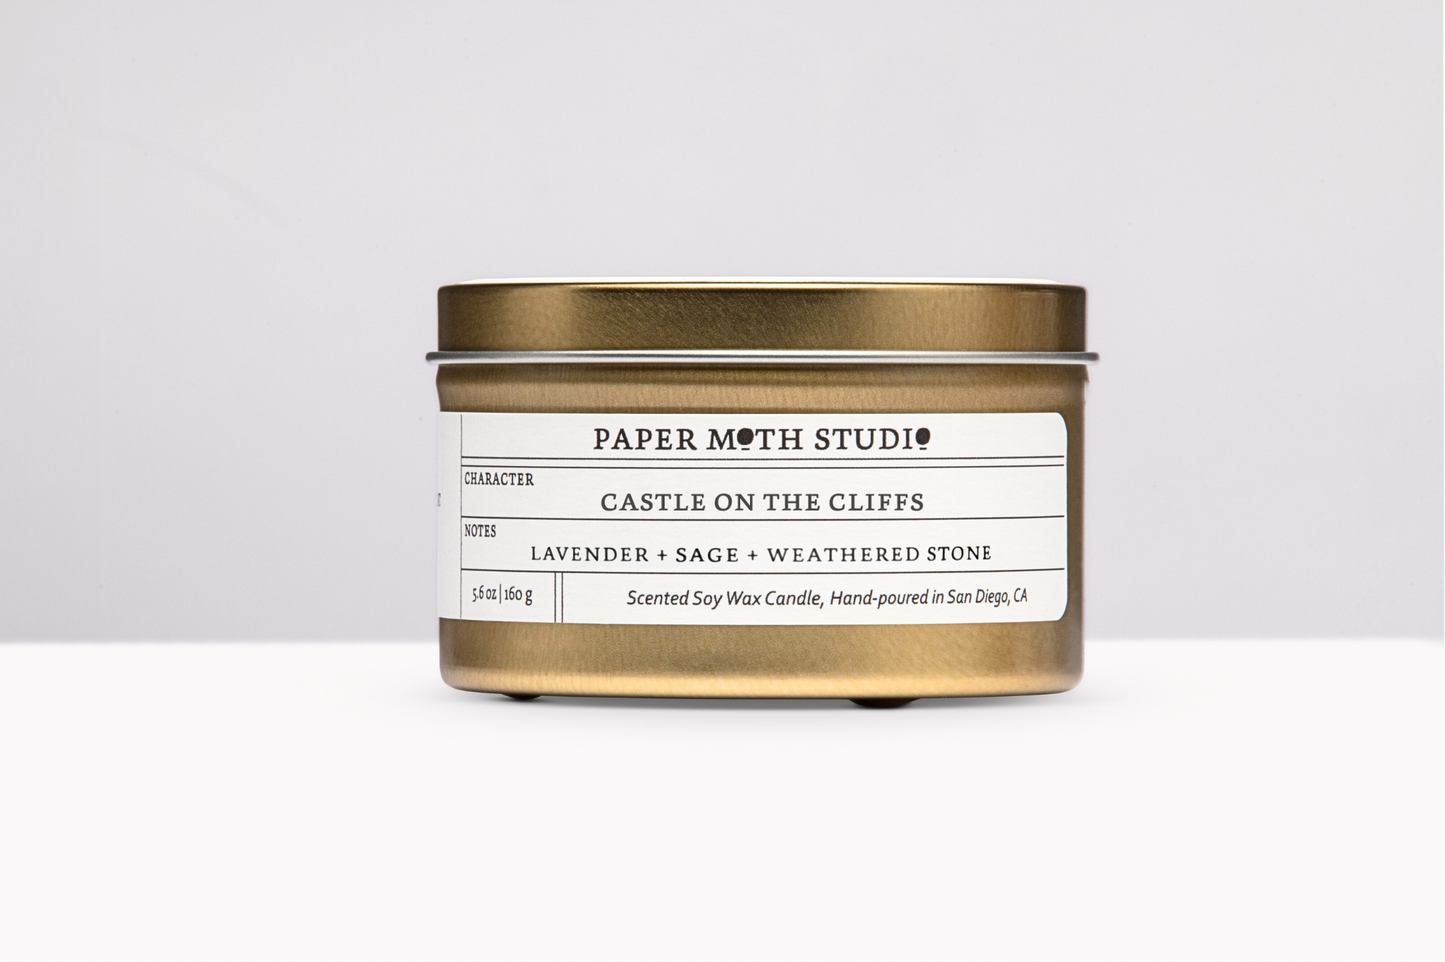 PAPER MOTH STUDIO
CHARACTER
CASTLE ON THE CLIFFS
NOTES
LAVENDER + SAGE + WEATHERED STONE
5.6 oz | 160 g
Scented Soy Wax Candle, Hand-poured in San Diego, CA